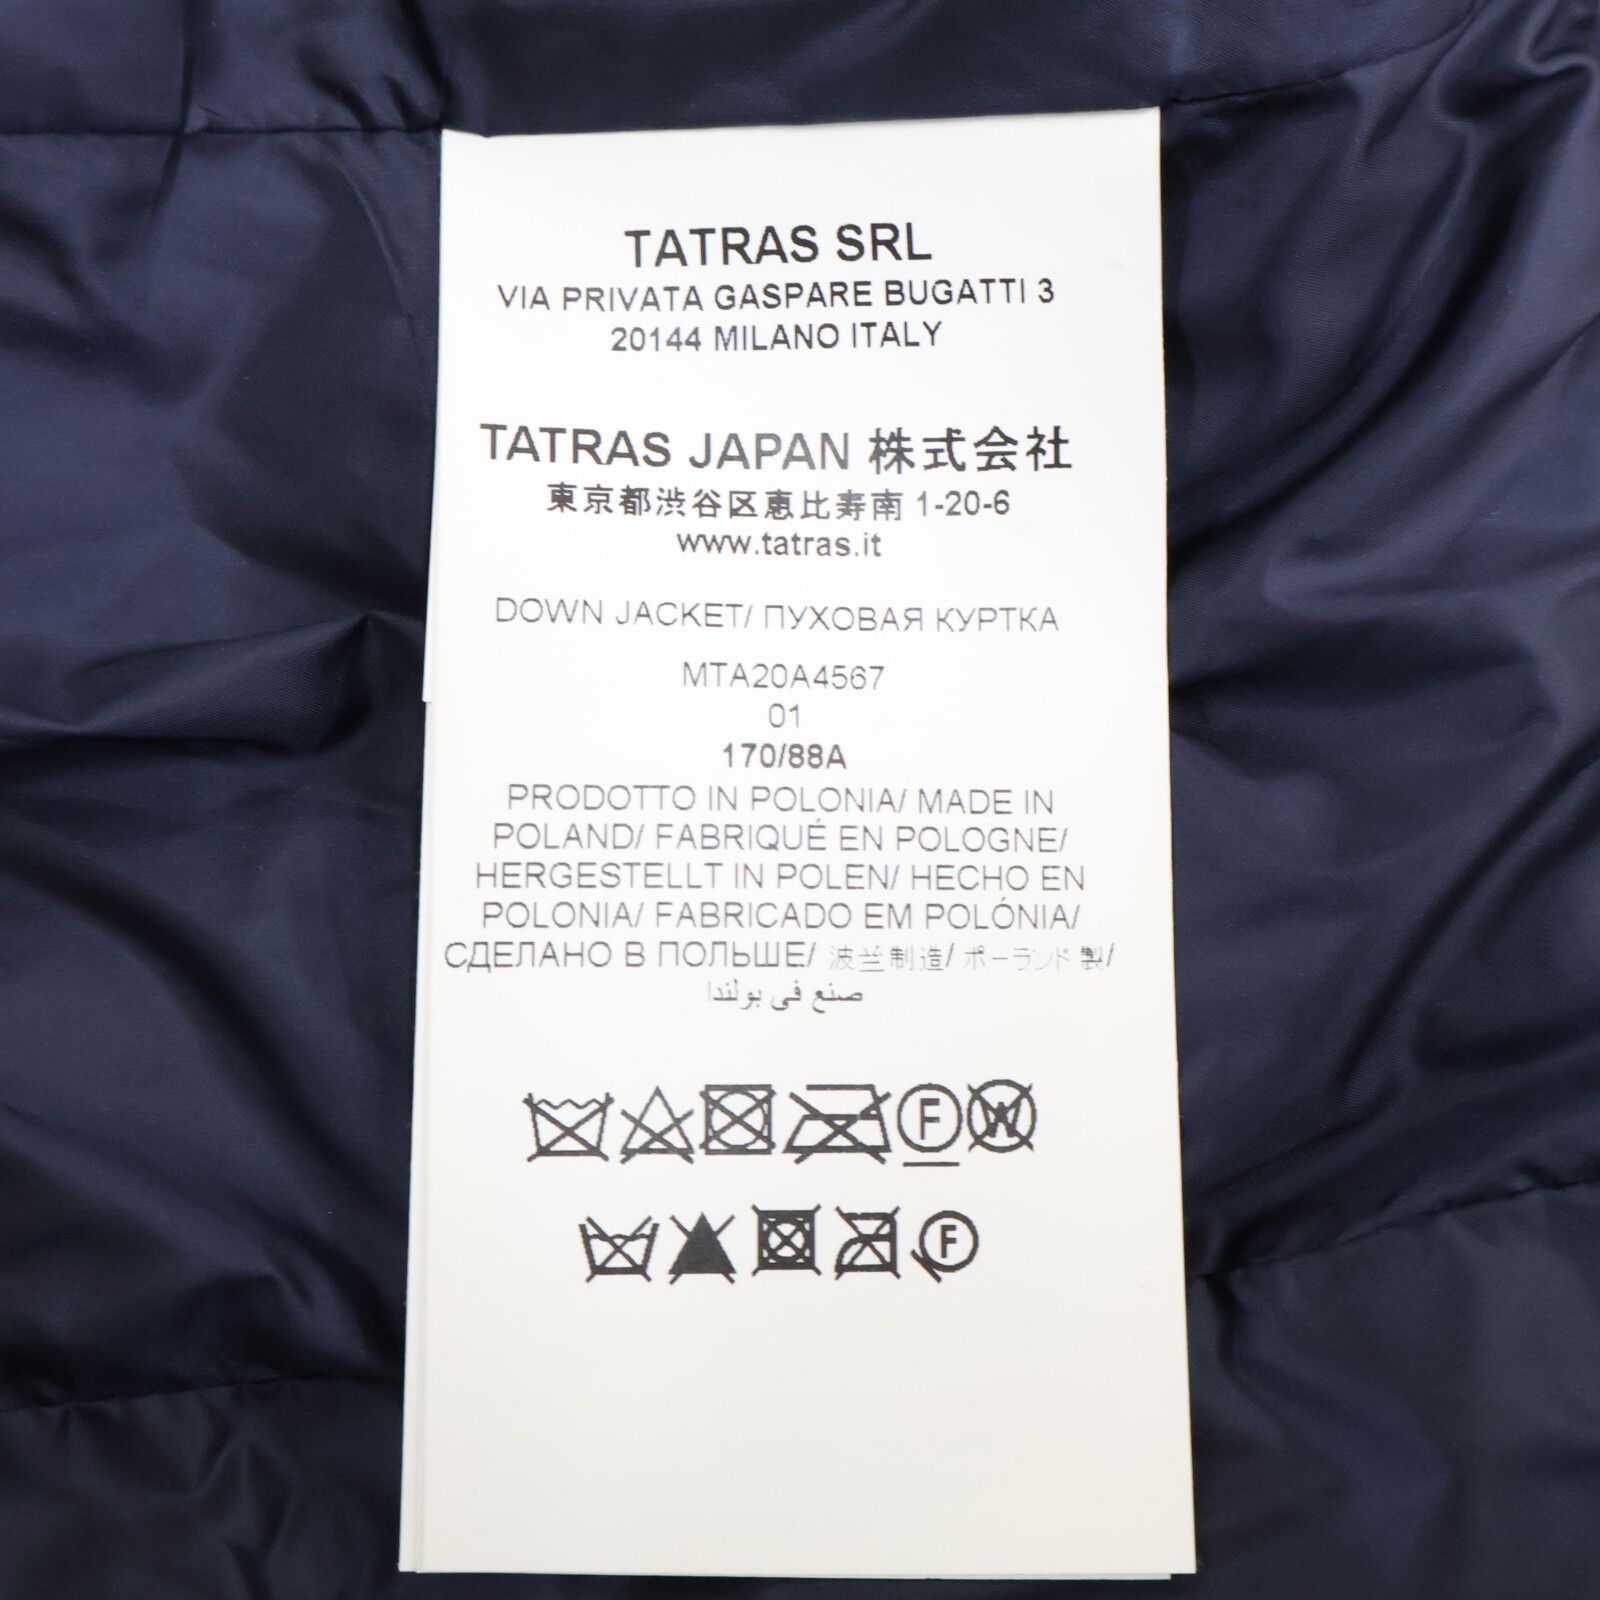 TATRAS SRL
VIA PRIVATA GASPARE BUGATTI 3
20144 MILANO ITALY
TATRAS JAPAN 株式会社
東京都渋谷区恵比寿南 1-20-6
www.tatras.it
DOWN JACKET/ ПУХОВАЯ КУРТКА
MTA20A4567
01
170/88A
PRODOTTO IN POLONIA/ MADE IN
POLAND/ FABRIQUÉ EN POLOGNE/
HERGESTELLT IN POLEN/ HECHO EN
POLONIA/ FABRICADO EM POLÓNIA/
СДЕЛАНО В ПОЛЬШЕ/ 波兰制造/ ポーランド 製/
صنع في بولندا
F W
F